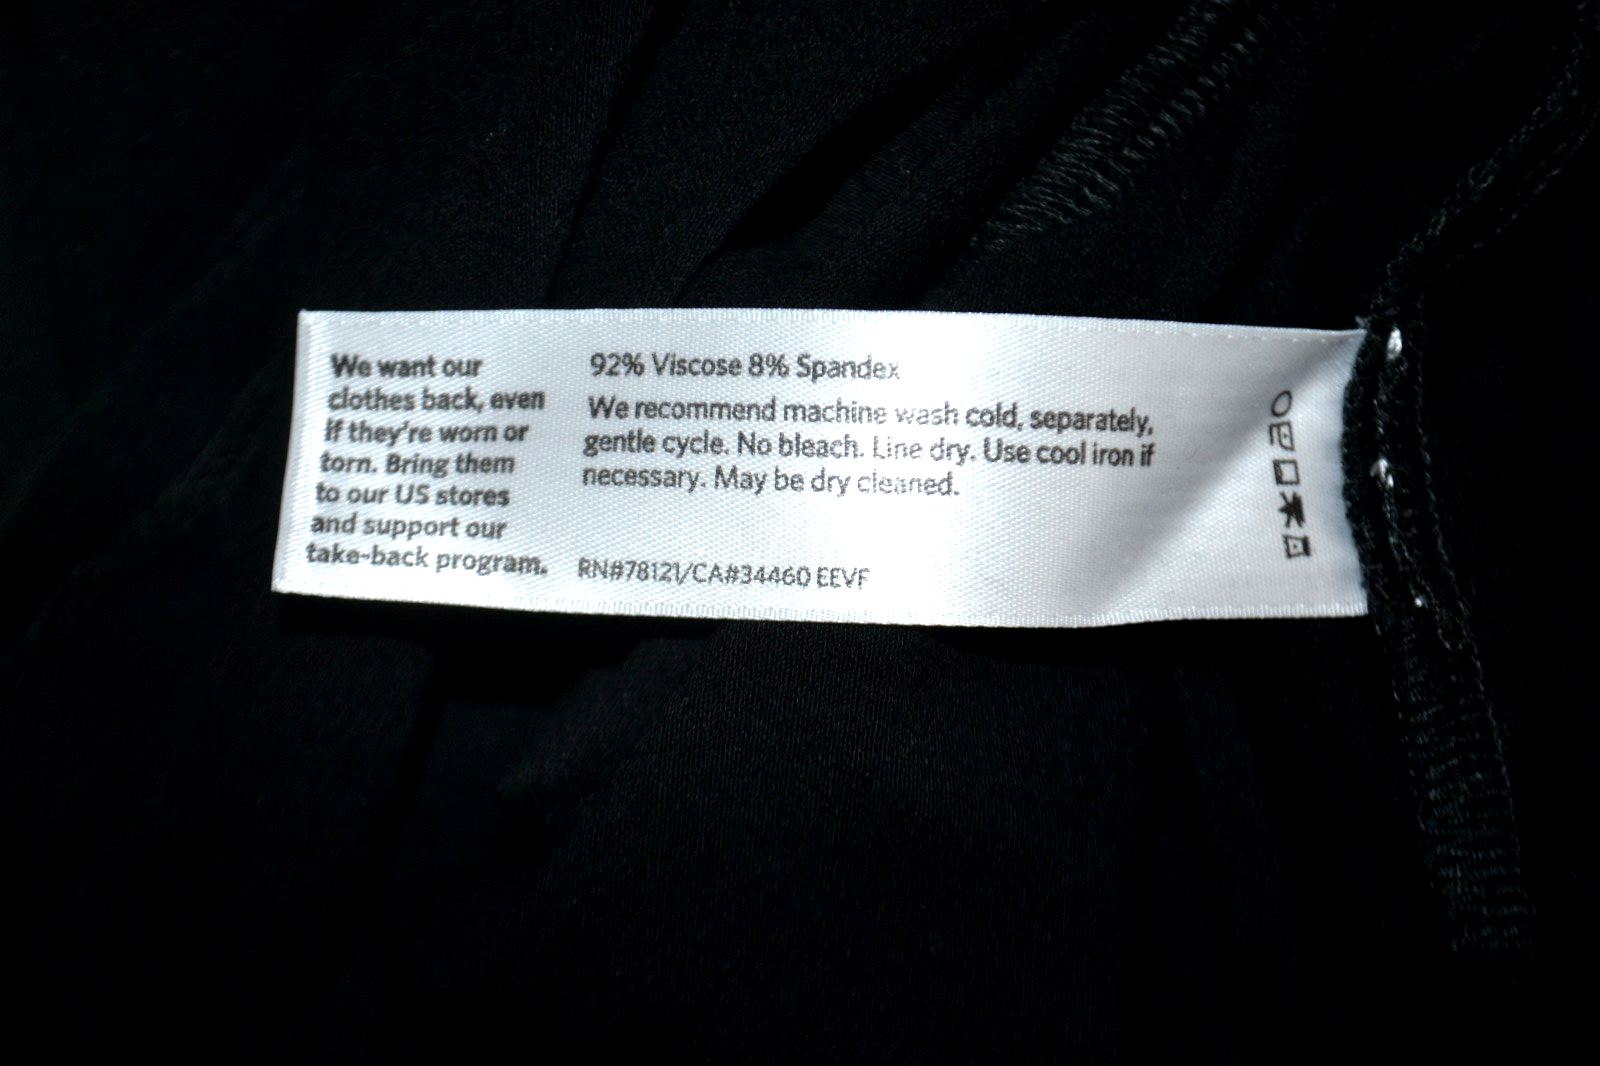 We want our
clothes back, even
if they're worn or
torn. Bring them
to our US stores
and support our
take-back program.
92% Viscose 8% Spandex
We recommend machine wash cold, separately,
gentle cycle. No bleach. Line dry. Use cool iron if
necessary. May be dry cleaned.
RN#78121/CA#34460 EEVF